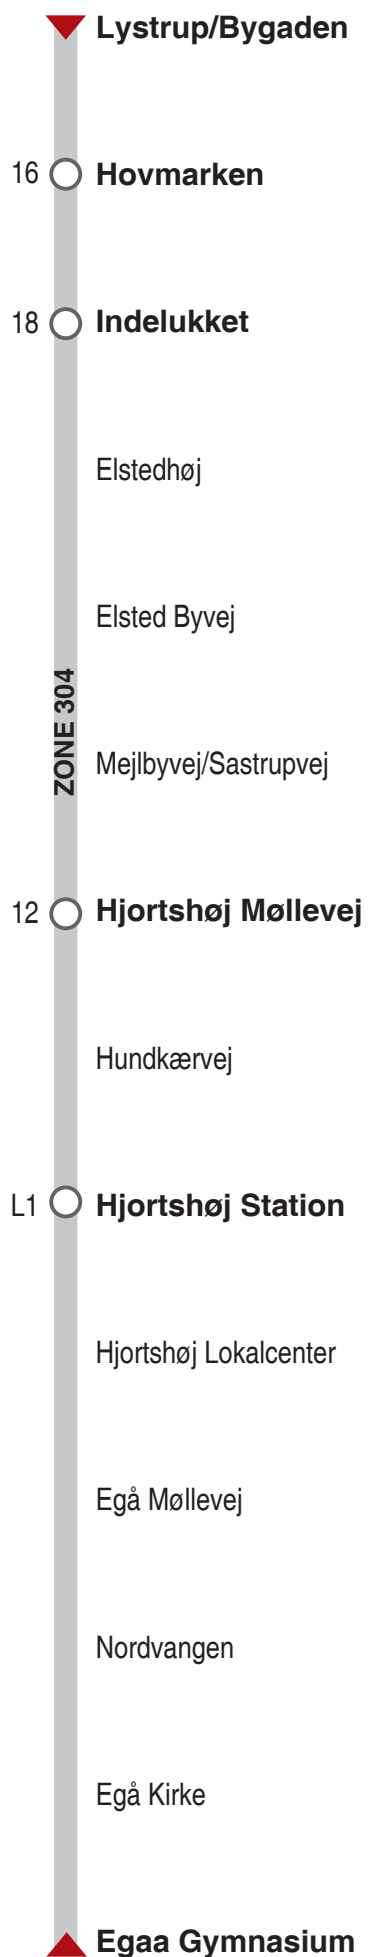 Lystrup/Bygaden
16 Hovmarken
18 Indelukket
Elstedhøj
Elsted Byvej
ZONE 304
Mejlbyvej/Sastrupvej
12 Hjortshøj Møllevej
Hundkærvej
L1 Hjortshøj Station
Hjortshøj Lokalcenter
Egå Møllevej
Nordvangen
Egå Kirke
Egaa Gymnasium